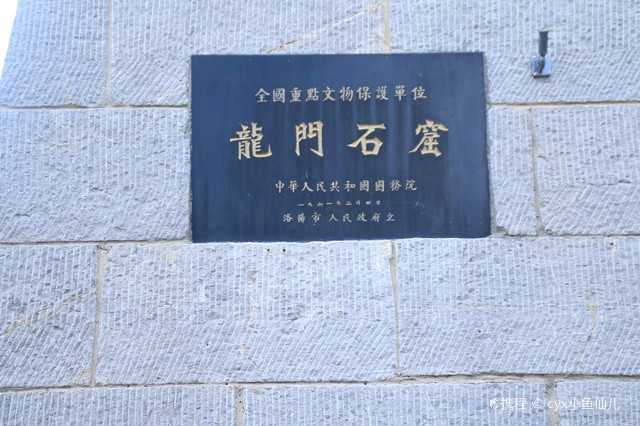 全國重點文物保護單位
龍門石窟
中華人民共和國國務院
一九六一年三月四日
洛陽市人民政府立
携程 © cyx小鱼仙儿